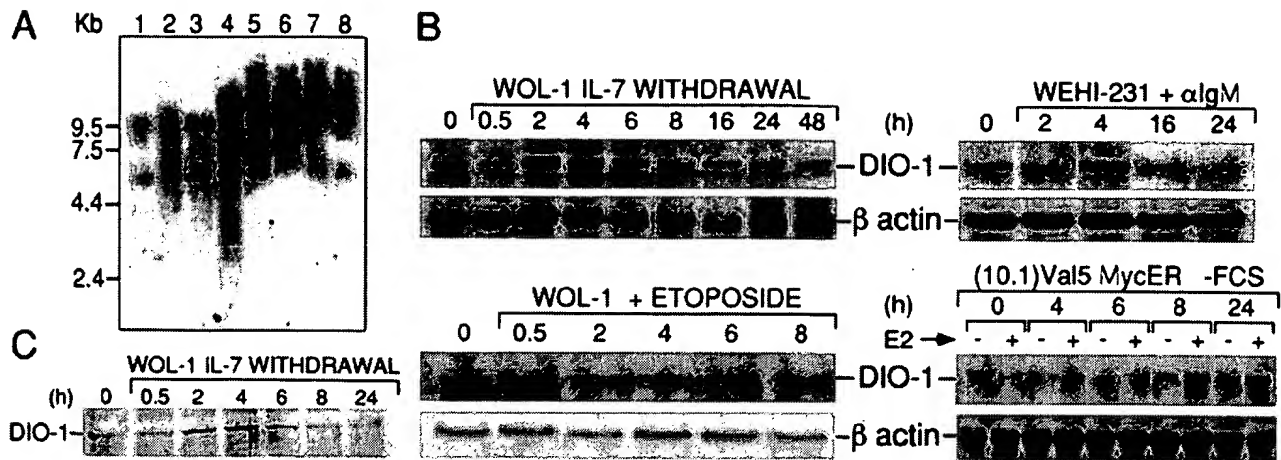 A
Kb 1 2 3 4 5 6 7 8
9.5
7.5
4.4
2.4
B
WOL-1 IL-7 WITHDRAWAL
0 0.5 2 4 6 8 16 24 48
(h)
WEHI-231 + αIgM
0 2 4 16 24
DIO-1
β actin
WOL-1 + ETOPOSIDE
0 0.5 2 4 6 8
(10.1)Val5 MycER -FCS
(h) 0 4 6 8 24
E2 - + - + - + - + - +
DIO-1
β actin
C
WOL-1 IL-7 WITHDRAWAL
(h) 0 0.5 2 4 6 8 24
DIO-1